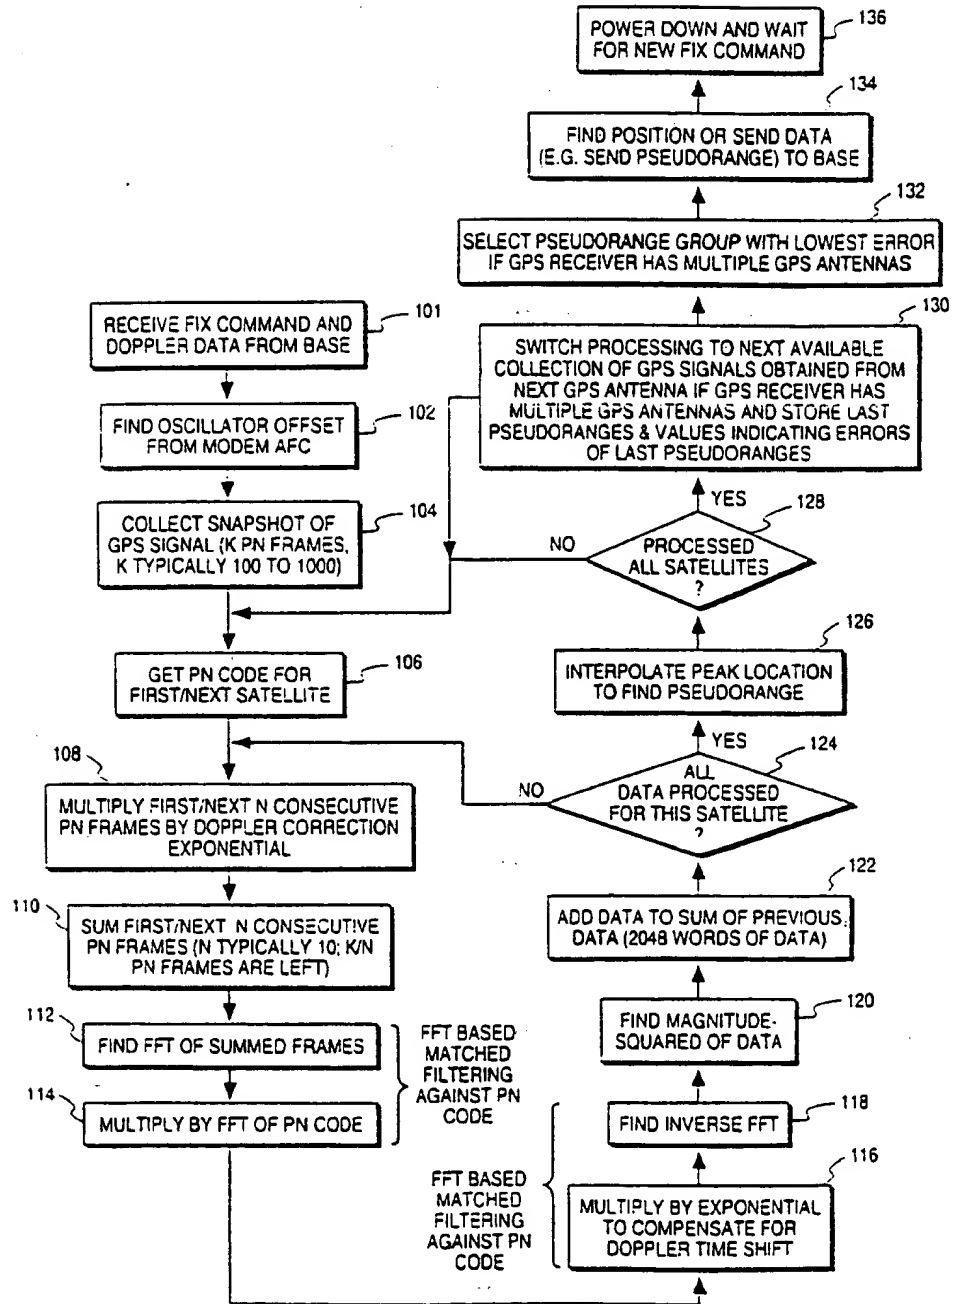 RECEIVE FIX COMMAND AND
DOPPLER DATA FROM BASE
101
FIND OSCILLATOR OFFSET
FROM MODEM AFC
102
COLLECT SNAPSHOT OF
GPS SIGNAL (K PN FRAMES,
K TYPICALLY 100 TO 1000)
104
GET PN CODE FOR
FIRST/NEXT SATELLITE
106
108
MULTIPLY FIRST/NEXT N CONSECUTIVE
PN FRAMES BY DOPPLER CORRECTION
EXPONENTIAL
110
SUM FIRST/NEXT N CONSECUTIVE
PN FRAMES (N TYPICALLY 10; K/N
PN FRAMES ARE LEFT)
112
FIND FFT OF SUMMED FRAMES
114
MULTIPLY BY FFT OF PN CODE
FFT BASED
MATCHED
FILTERING
AGAINST PN
CODE
FFT BASED
MATCHED
FILTERING
AGAINST PN
CODE
116
MULTIPLY BY EXPONENTIAL
TO COMPENSATE FOR
DOPPLER TIME SHIFT
118
FIND INVERSE FFT
120
FIND MAGNITUDE-
SQUARED OF DATA
122
ADD DATA TO SUM OF PREVIOUS
DATA (2048 WORDS OF DATA)
124
ALL
DATA PROCESSED
FOR THIS SATELLITE
?
NO
YES
126
INTERPOLATE PEAK LOCATION
TO FIND PSEUDORANGE
128
PROCESSED
ALL SATELLITES
?
NO
YES
130
SWITCH PROCESSING TO NEXT AVAILABLE
COLLECTION OF GPS SIGNALS OBTAINED FROM
NEXT GPS ANTENNA IF GPS RECEIVER HAS
MULTIPLE GPS ANTENNAS AND STORE LAST
PSEUDORANGES & VALUES INDICATING ERRORS
OF LAST PSEUDORANGES
132
SELECT PSEUDORANGE GROUP WITH LOWEST ERROR
IF GPS RECEIVER HAS MULTIPLE GPS ANTENNAS
134
FIND POSITION OR SEND DATA
(E.G. SEND PSEUDORANGE) TO BASE
136
POWER DOWN AND WAIT
FOR NEW FIX COMMAND